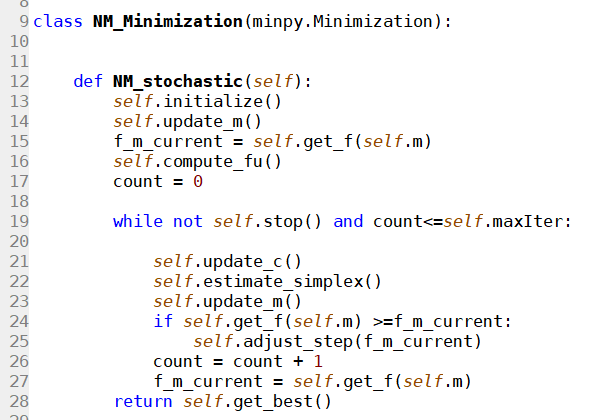 8
9 class NM_Minimization(minpy.Minimization):
10
11
12     def NM_stochastic(self):
13         self.initialize()
14         self.update_m()
15         f_m_current = self.get_f(self.m)
16         self.compute_fu()
17         count = 0
18
19         while not self.stop() and count<=self.maxIter:
20
21             self.update_c()
22             self.estimate_simplex()
23             self.update_m()
24             if self.get_f(self.m) >=f_m_current:
25                 self.adjust_step(f_m_current)
26             count = count + 1
27             f_m_current = self.get_f(self.m)
28         return self.get_best()
29